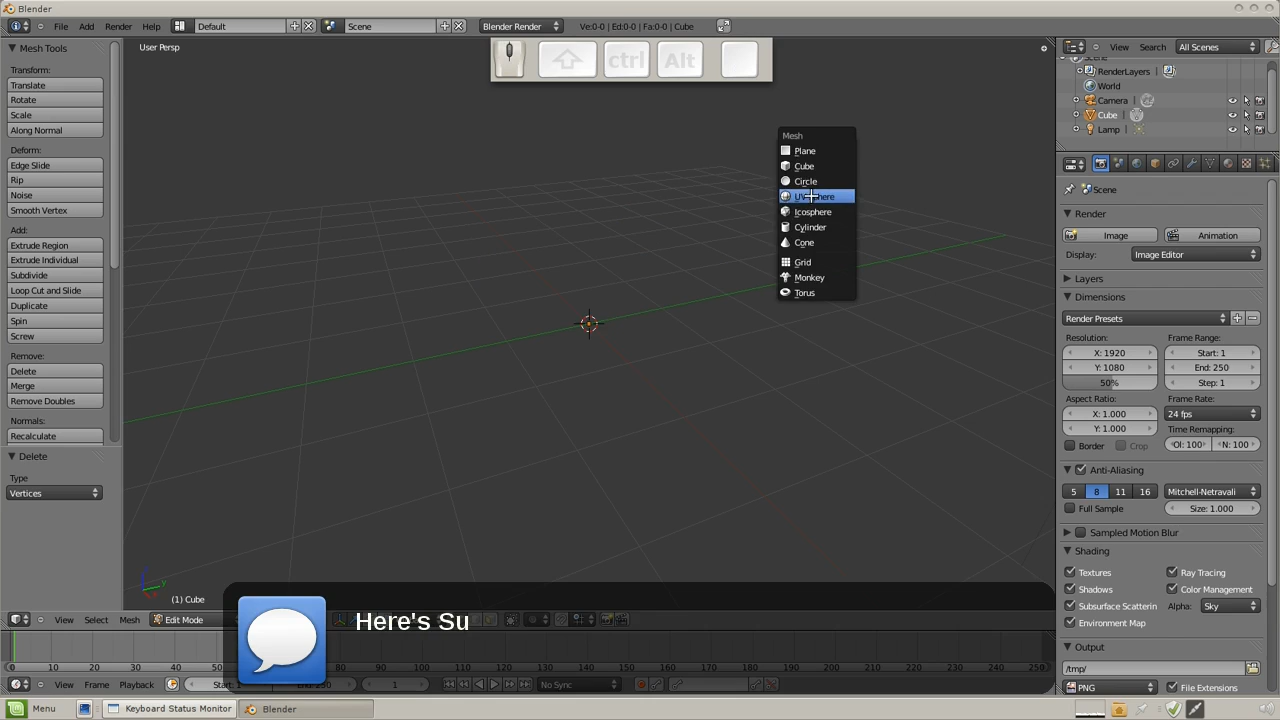 Blender
File Add Render Help Default Scene Blender Render Ve:0-0 | Ed:0-0 | Fa:0-0 | Cube
Mesh Tools
Transform:
Translate
Rotate
Scale
Along Normal
Deform:
Edge Slide
Rip
Noise
Smooth Vertex
Add:
Extrude Region
Extrude Individual
Subdivide
Loop Cut and Slide
Duplicate
Spin
Screw
Remove:
Delete
Merge
Remove Doubles
Normals:
Recalculate
Delete
Type
Vertices
User Persp
ctrl Alt
Mesh
Plane
Cube
Circle
Icosphere
Cylinder
Cone
Grid
Monkey
Torus
(1) Cube
View Select Mesh Edit Mode
Here's Su
0 10 20 30 40 50 80 90 100 110 120 130 140 150 160 170 180 190 200 210 220 230 240 250
View Frame Playback Start: 1 End: 250 1 No Sync
View Search All Scenes
Scene
RenderLayers |
World
Camera |
Cube |
Lamp |
Scene
Render
Image Animation
Display: Image Editor
Layers
Dimensions
Render Presets
Resolution: Frame Range:
X: 1920 Start: 1
Y: 1080 End: 250
50% Step: 1
Aspect Ratio: Frame Rate:
X: 1.000 24 fps
Y: 1.000 Time Remapping:
Border Crop Ol: 100 N: 100
Anti-Aliasing
5 8 11 16 Mitchell-Netravali
Full Sample Size: 1.000
Sampled Motion Blur
Shading
Textures Ray Tracing
Shadows Color Management
Subsurface Scatterin Alpha: Sky
Environment Map
Output
/tmp/
PNG File Extensions
Menu Keyboard Status Monitor Blender